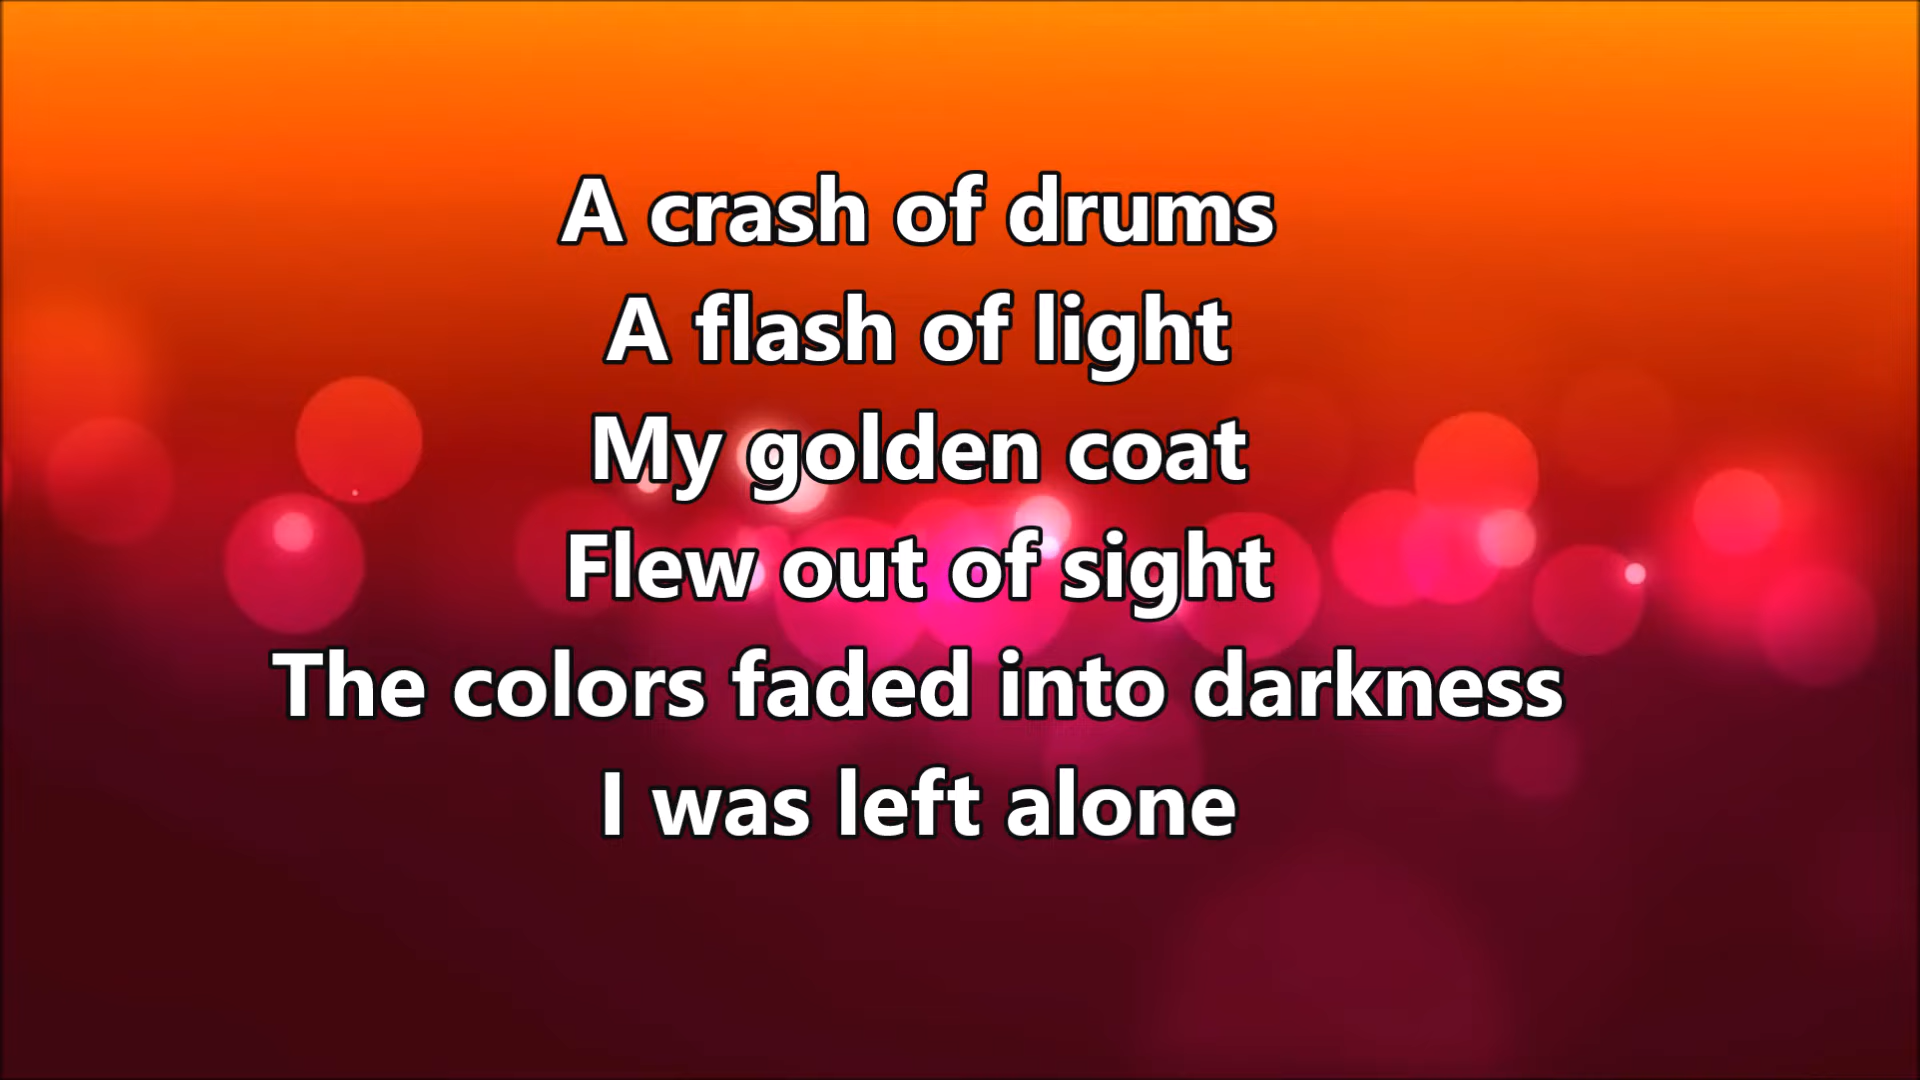 A crash of drums
A flash of light
My golden coat
Flew out of sight
The colors faded into darkness
I was left alone